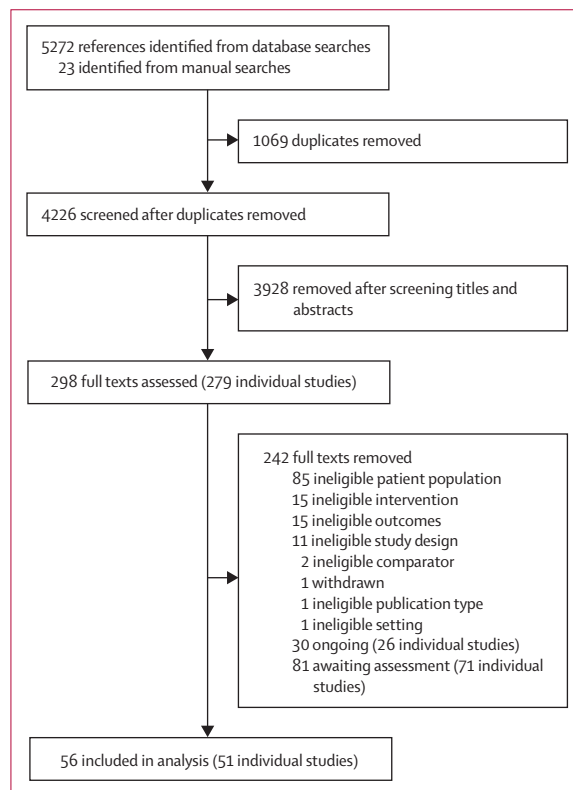 5272 references identified from database searches
23 identified from manual searches
1069 duplicates removed
4226 screened after duplicates removed
3928 removed after screening titles and
abstracts
298 full texts assessed (279 individual studies)
242 full texts removed
85 ineligible patient population
15 ineligible intervention
15 ineligible outcomes
11 ineligible study design
2 ineligible comparator
1 withdrawn
1 ineligible publication type
1 ineligible setting
30 ongoing (26 individual studies)
81 awaiting assessment (71 individual
studies)
56 included in analysis (51 individual studies)